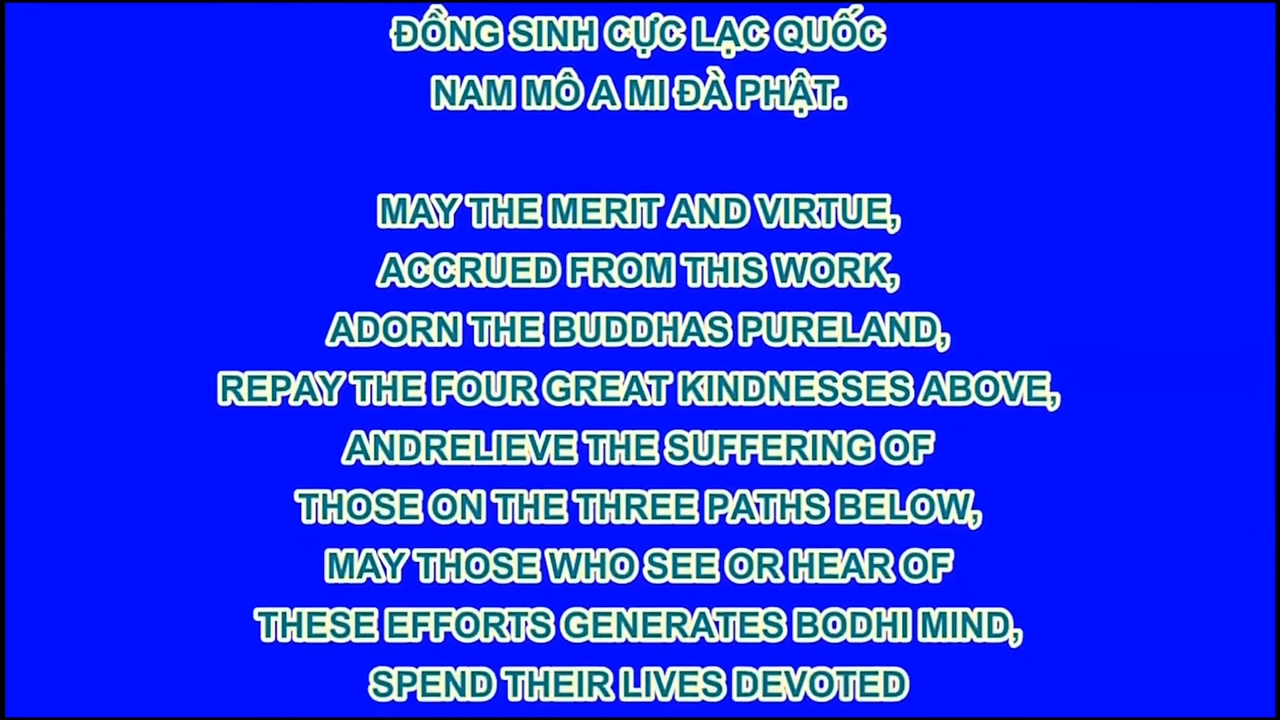 ĐỒNG SINH CỰC LẠC QUỐC
NAM MÔ A MI ĐÀ PHẬT.
MAY THE MERIT AND VIRTUE,
ACCRUED FROM THIS WORK,
ADORN THE BUDDHAS PURELAND,
REPAY THE FOUR GREAT KINDNESSES ABOVE,
ANDRELIEVE THE SUFFERING OF
THOSE ON THE THREE PATHS BELOW,
MAY THOSE WHO SEE OR HEAR OF
THESE EFFORTS GENERATES BODHI MIND,
SPEND THEIR LIVES DEVOTED